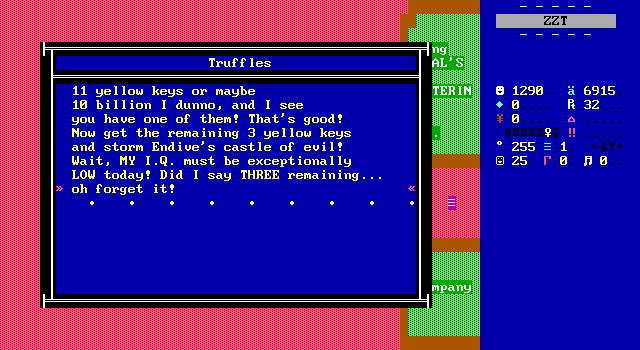 ZZT
ng
Truffles
AL'S
11 yellow keys or maybe
10 billion I dunno, and I see
TERIN
you have one of them! That's good!
Now get the remaining 3 yellow keys
and storm Endive's castle of evil!
Wait, MY I.Q. must be exceptionally
LOW today! Did I say THREE remaining...
» oh forget it! «
mpany
1290 ä 6915
0 32
0
‼
255 ≡ 1
25 0 0